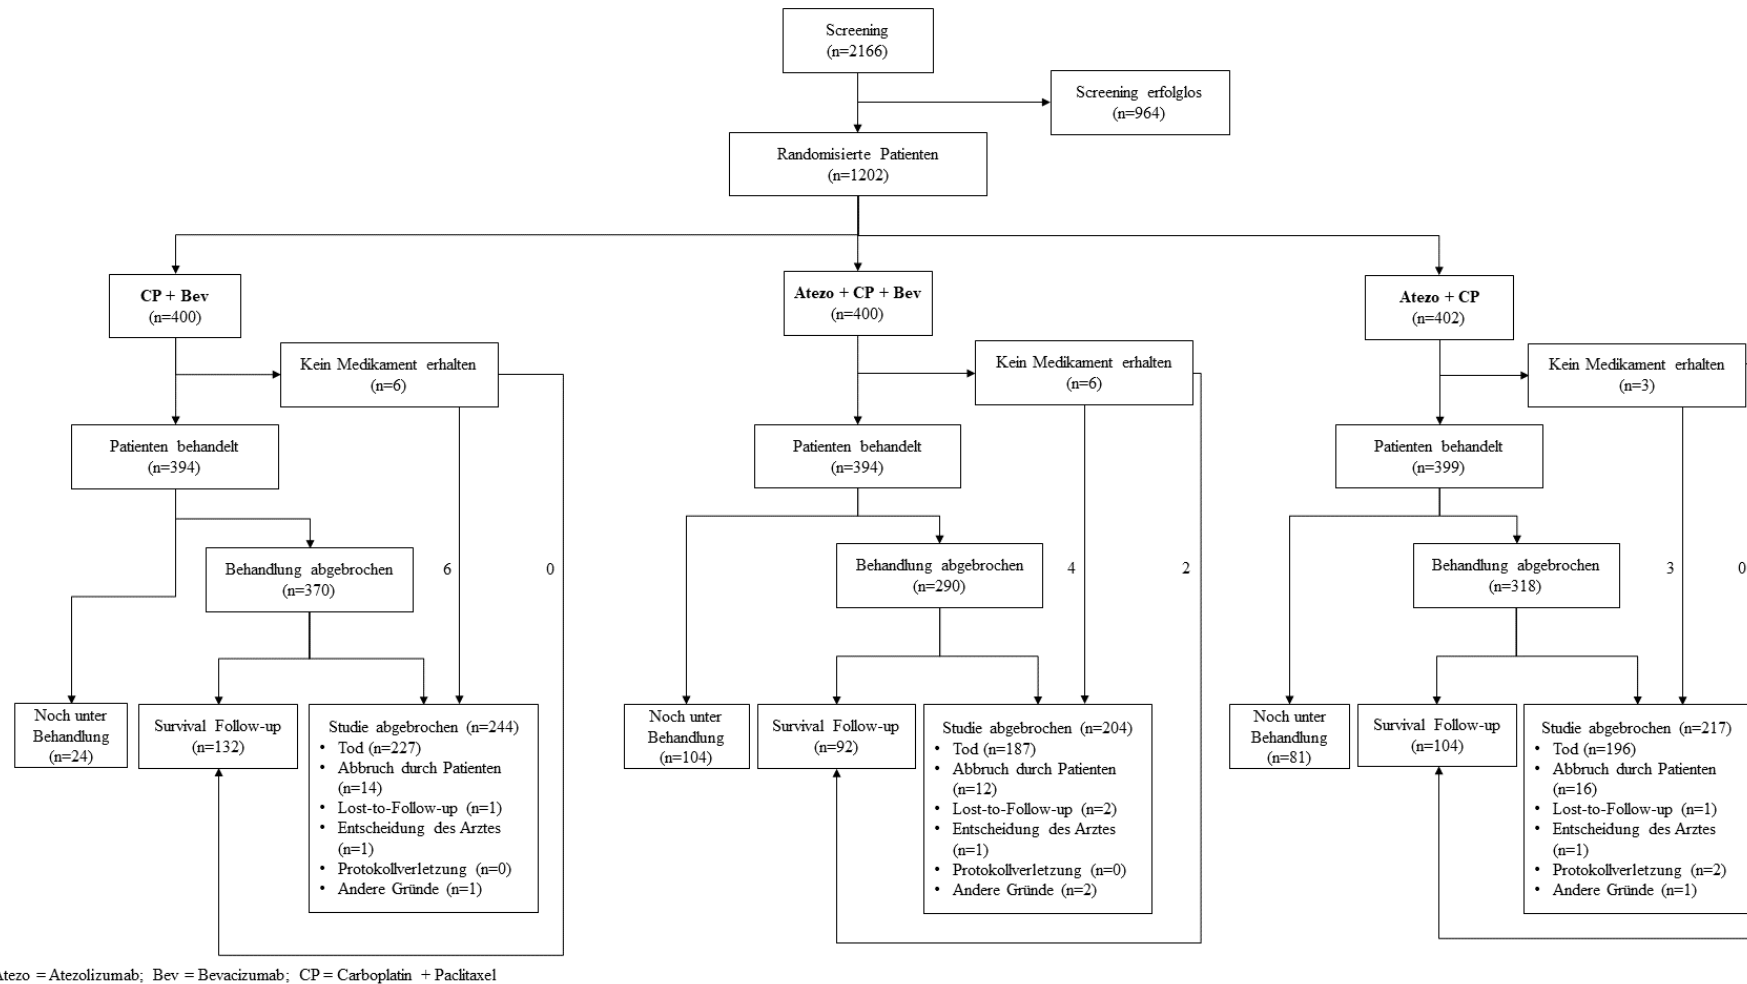 Screening
(n=2166)
Screening erfolglos
(n=964)
Randomisierte Patienten
(n=1202)
CP + Bev
(n=400)
Kein Medikament erhalten
(n=6)
Patienten behandelt
(n=394)
Behandlung abgebrochen
(n=370)
6
0
Noch unter
Behandlung
(n=24)
Survival Follow-up
(n=132)
Studie abgebrochen (n=244)
• Tod (n=227)
• Abbruch durch Patienten
(n=14)
• Lost-to-Follow-up (n=1)
• Entscheidung des Arztes
(n=1)
• Protokollverletzung (n=0)
• Andere Gründe (n=1)
Atezo + CP + Bev
(n=400)
Kein Medikament erhalten
(n=6)
Patienten behandelt
(n=394)
Behandlung abgebrochen
(n=290)
4
2
Noch unter
Behandlung
(n=104)
Survival Follow-up
(n=92)
Studie abgebrochen (n=204)
• Tod (n=187)
• Abbruch durch Patienten
(n=12)
• Lost-to-Follow-up (n=2)
• Entscheidung des Arztes
(n=1)
• Protokollverletzung (n=0)
• Andere Gründe (n=2)
Atezo + CP
(n=402)
Kein Medikament erhalten
(n=3)
Patienten behandelt
(n=399)
Behandlung abgebrochen
(n=318)
3
0
Noch unter
Behandlung
(n=81)
Survival Follow-up
(n=104)
Studie abgebrochen (n=217)
• Tod (n=196)
• Abbruch durch Patienten
(n=16)
• Lost-to-Follow-up (n=1)
• Entscheidung des Arztes
(n=1)
• Protokollverletzung (n=2)
• Andere Gründe (n=1)
Atezo = Atezolizumab; Bev = Bevacizumab; CP = Carboplatin + Paclitaxel